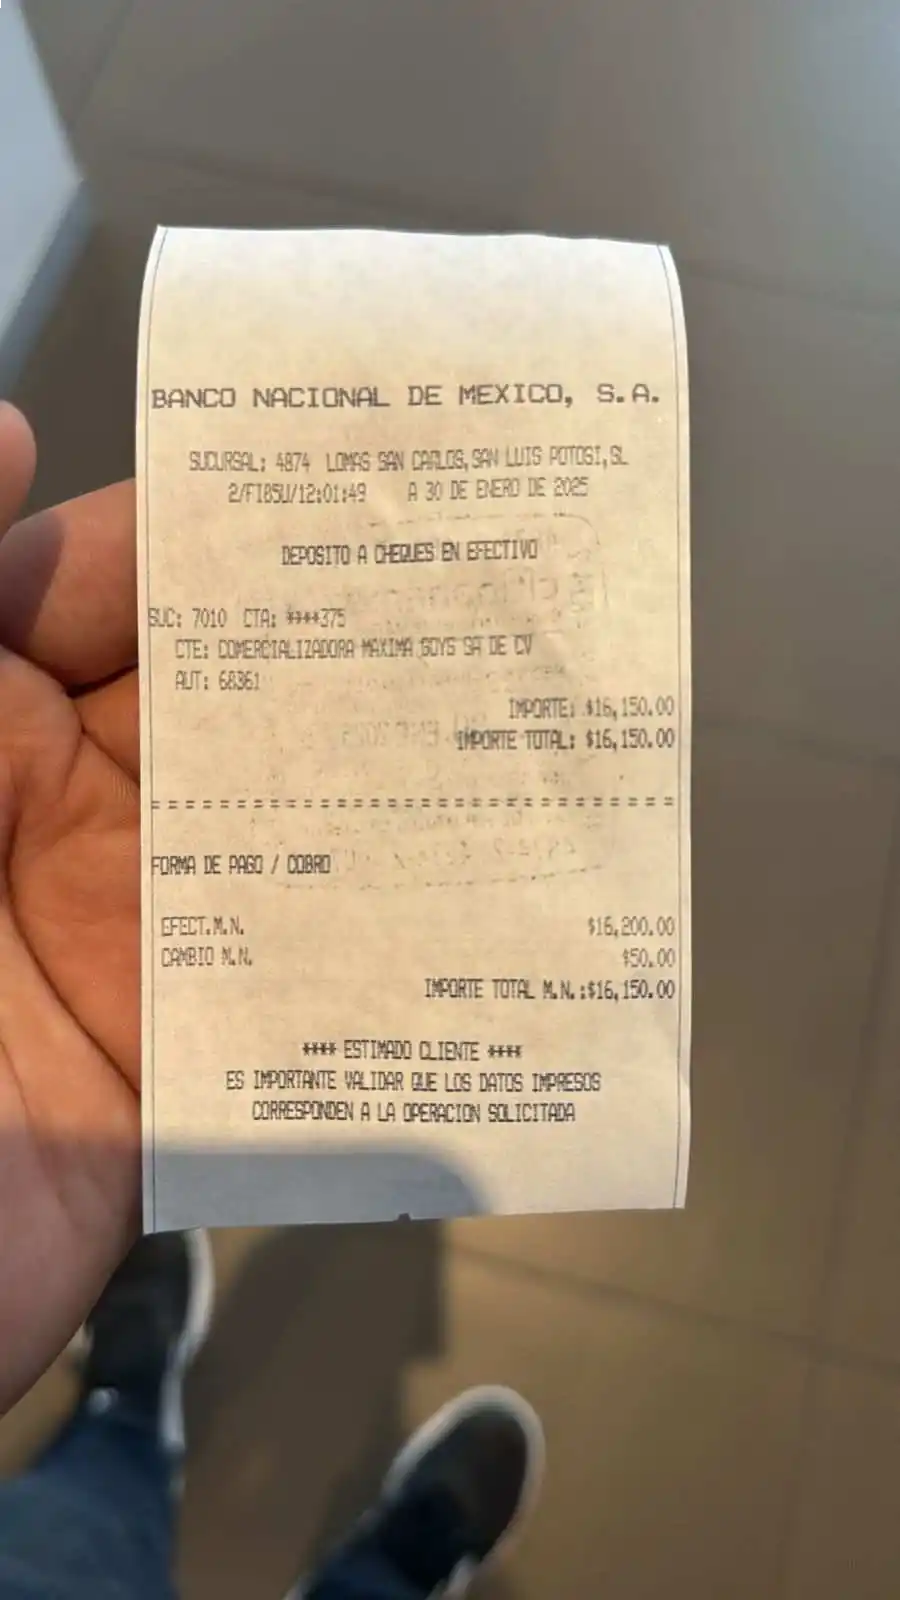 BANCO NACIONAL DE MEXICO, S.A.
SUCURSAL: 4874 LOMAS SAN CARLOS,SAN LUIS POTOSI,SL
2/FI85U/12:01:49 A 30 DE ENERO DE 2025
DEPOSITO A CHEQUES EN EFECTIVO
SUC: 7010 CTA: ****375
CTE: COMERCIALIZADORA MAXIMA GOYS SA DE CV
AUT: 68361
IMPORTE: $16,150.00
IMPORTE TOTAL: $16,150.00
==============================
FORMA DE PAGO / COBRO
EFECT.M.N. $16,200.00
CAMBIO M.N. $50.00
IMPORTE TOTAL M.N.:$16,150.00
**** ESTIMADO CLIENTE ****
ES IMPORTANTE VALIDAR QUE LOS DATOS IMPRESOS
CORRESPONDEN A LA OPERACION SOLICITADA